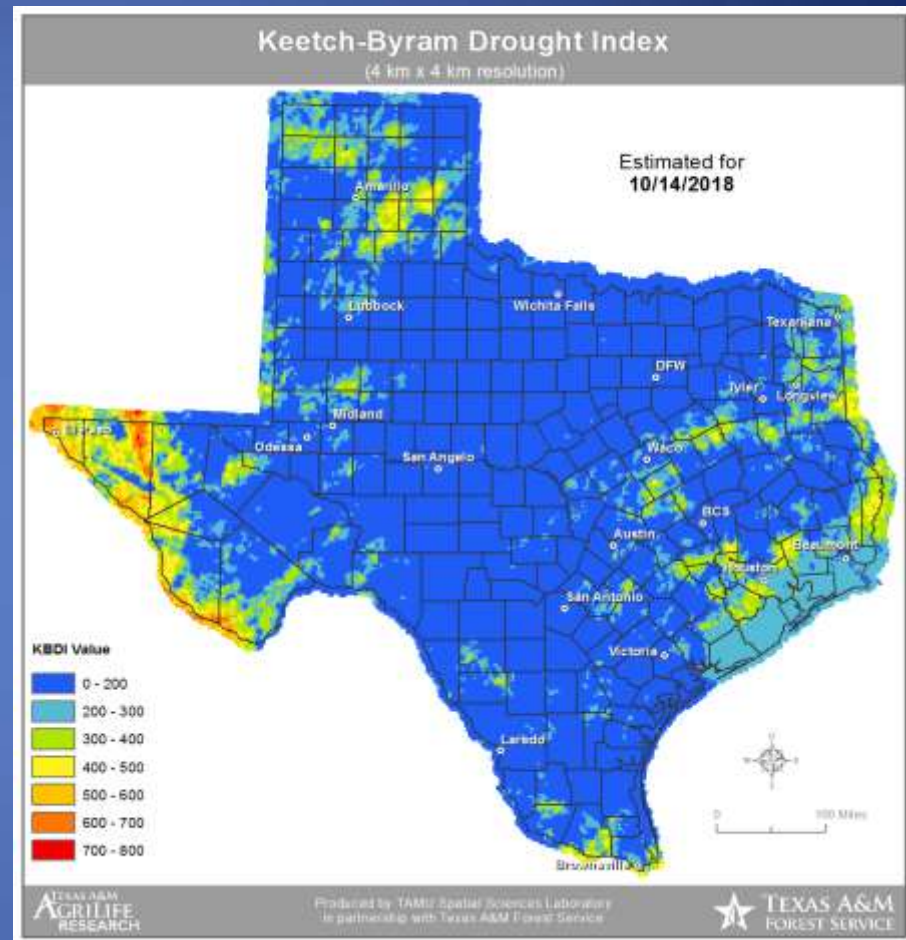 Keetch-Byram Drought Index
(4 km x 4 km resolution)
Estimated for
10/14/2018
Amarillo
Lubbock
Wichita Falls
Texarkana
DFW
Tyler
Longview
El Paso
Midland
Odessa
San Angelo
Waco
BCS
Austin
Beaumont
Houston
San Antonio
Victoria
KBDI Value
0 - 200
200 - 300
300 - 400
400 - 500
500 - 600
600 - 700
700 - 800
Laredo
0 100 Miles
Brownsville
TEXAS A&M
AGRILIFE
RESEARCH
Produced by TAMU Spatial Sciences Laboratory
in partnership with Texas A&M Forest Service
TEXAS A&M
FOREST SERVICE